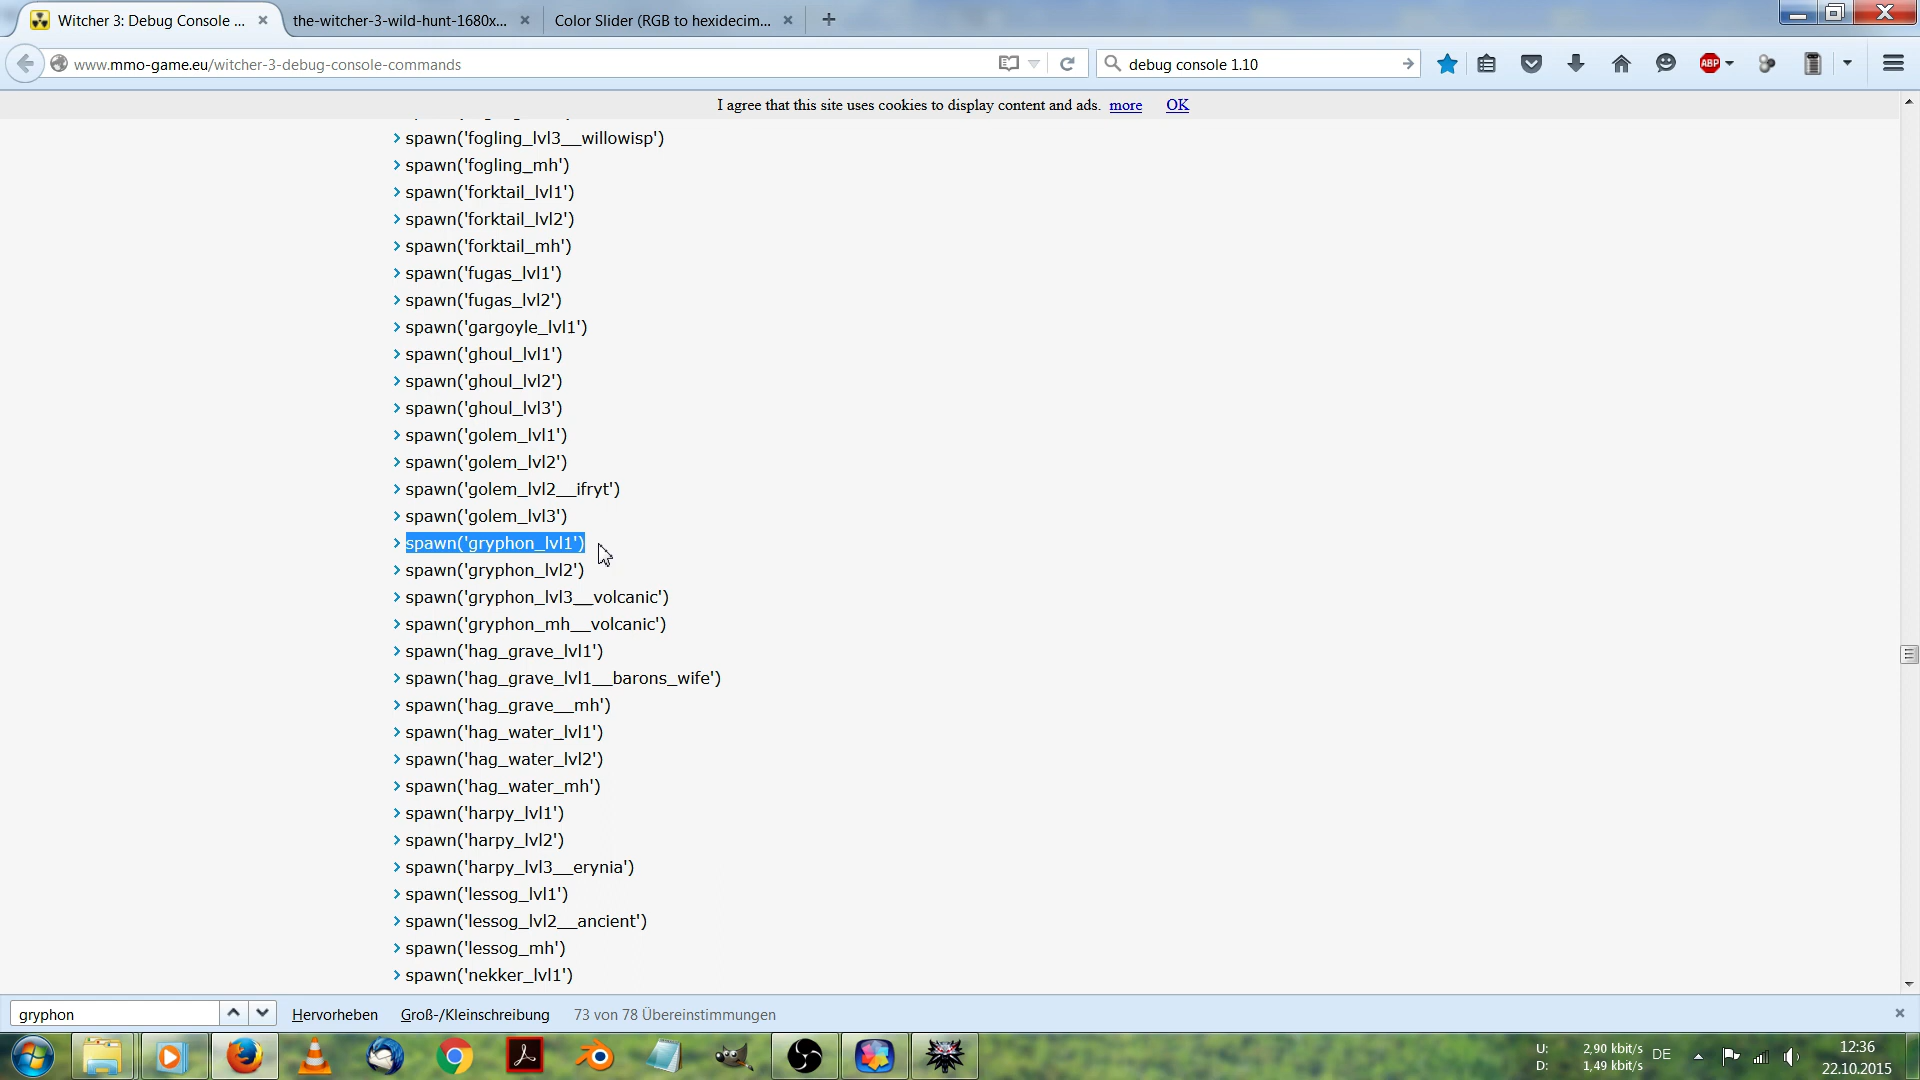 Witcher 3: Debug Console ...
the-witcher-3-wild-hunt-1680x...
Color Slider (RGB to hexidecim...
www.mmo-game.eu/witcher-3-debug-console-commands
debug console 1.10
ABP
I agree that this site uses cookies to display content and ads. more OK
spawn('fogling_lvl3__willowisp')
spawn('fogling_mh')
spawn('forktail_lvl1')
spawn('forktail_lvl2')
spawn('forktail_mh')
spawn('fugas_lvl1')
spawn('fugas_lvl2')
spawn('gargoyle_lvl1')
spawn('ghoul_lvl1')
spawn('ghoul_lvl2')
spawn('ghoul_lvl3')
spawn('golem_lvl1')
spawn('golem_lvl2')
spawn('golem_lvl2__ifryt')
spawn('golem_lvl3')
spawn('gryphon_lvl1')
spawn('gryphon_lvl2')
spawn('gryphon_lvl3__volcanic')
spawn('gryphon_mh__volcanic')
spawn('hag_grave_lvl1')
spawn('hag_grave_lvl1__barons_wife')
spawn('hag_grave__mh')
spawn('hag_water_lvl1')
spawn('hag_water_lvl2')
spawn('hag_water_mh')
spawn('harpy_lvl1')
spawn('harpy_lvl2')
spawn('harpy_lvl3__erynia')
spawn('lessog_lvl1')
spawn('lessog_lvl2__ancient')
spawn('lessog_mh')
spawn('nekker_lvl1')
gryphon
Hervorheben
Groß-/Kleinschreibung
73 von 78 Übereinstimmungen
U: 2,90 kbit/s
D: 1,49 kbit/s
DE
12:36
22.10.2015